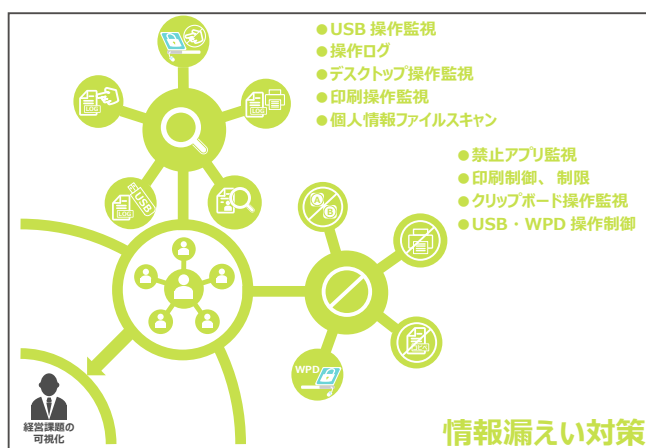 ●USB 操作監視
●操作ログ
●デスクトップ操作監視
●印刷操作監視
●個人情報ファイルスキャン
●禁止アプリ監視
●印刷制御、制限
●クリップボード操作監視
●USB・WPD 操作制御
LOG
USB
LOG
A
B
WPD
経営課題の
可視化
情報漏えい対策